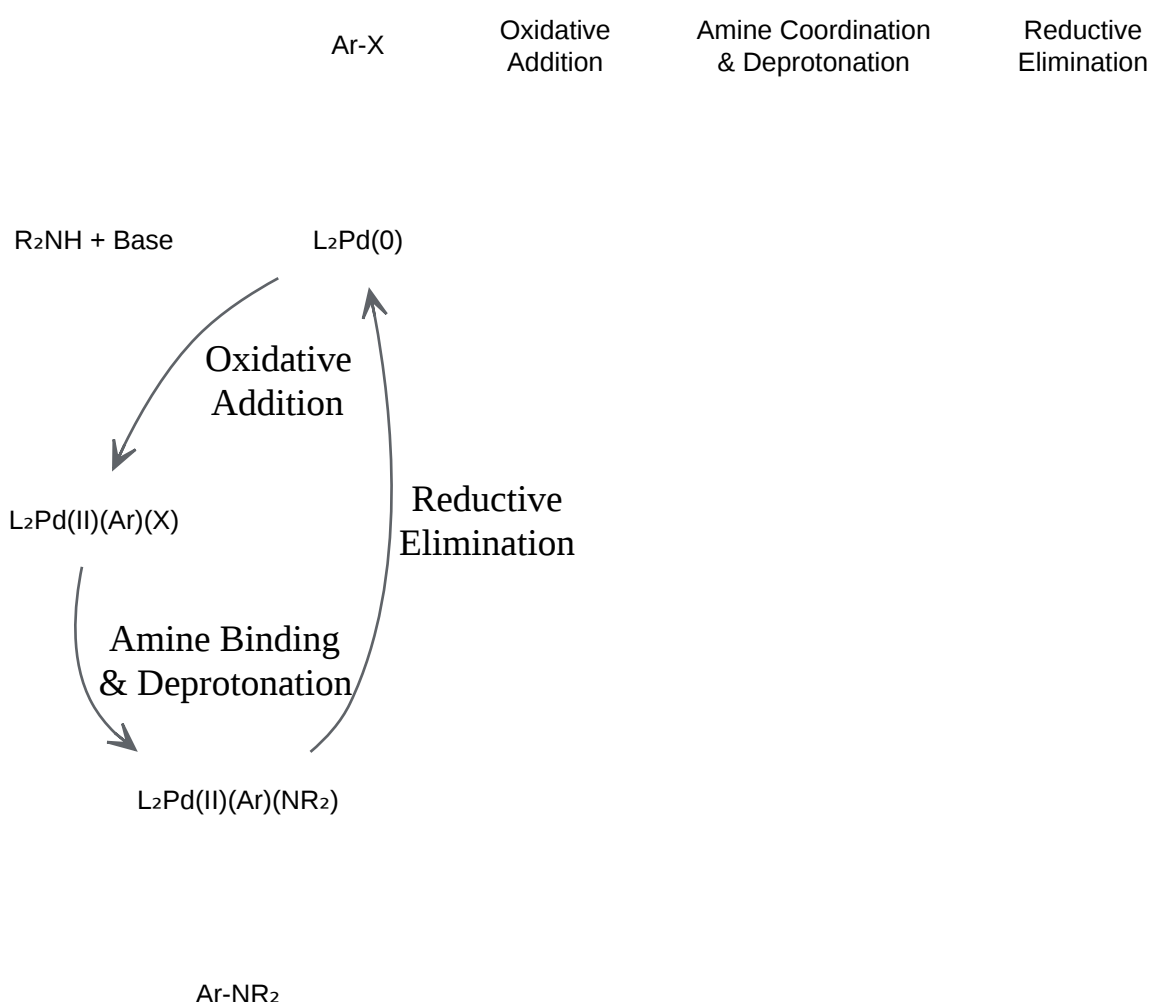 Ar-X
Oxidative
Addition
Amine Coordination
& Deprotonation
Reductive
Elimination
R₂NH + Base
L₂Pd(0)
Oxidative
Addition
L₂Pd(II)(Ar)(X)
Reductive
Elimination
Amine Binding
& Deprotonation
L₂Pd(II)(Ar)(NR₂)
Ar-NR₂